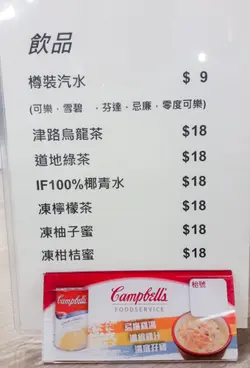 飲品
樽裝汽水 $ 9
(可樂﹐雪碧 ﹐芬達﹐忌廉﹐零度可樂)
津路烏龍茶 $18
道地綠茶 $18
IF100%椰青水 $18
凍檸檬茶 $18
凍柚子蜜 $18
凍柑桔蜜 $18
Campbell's
FOODSERVICE
Campbell's